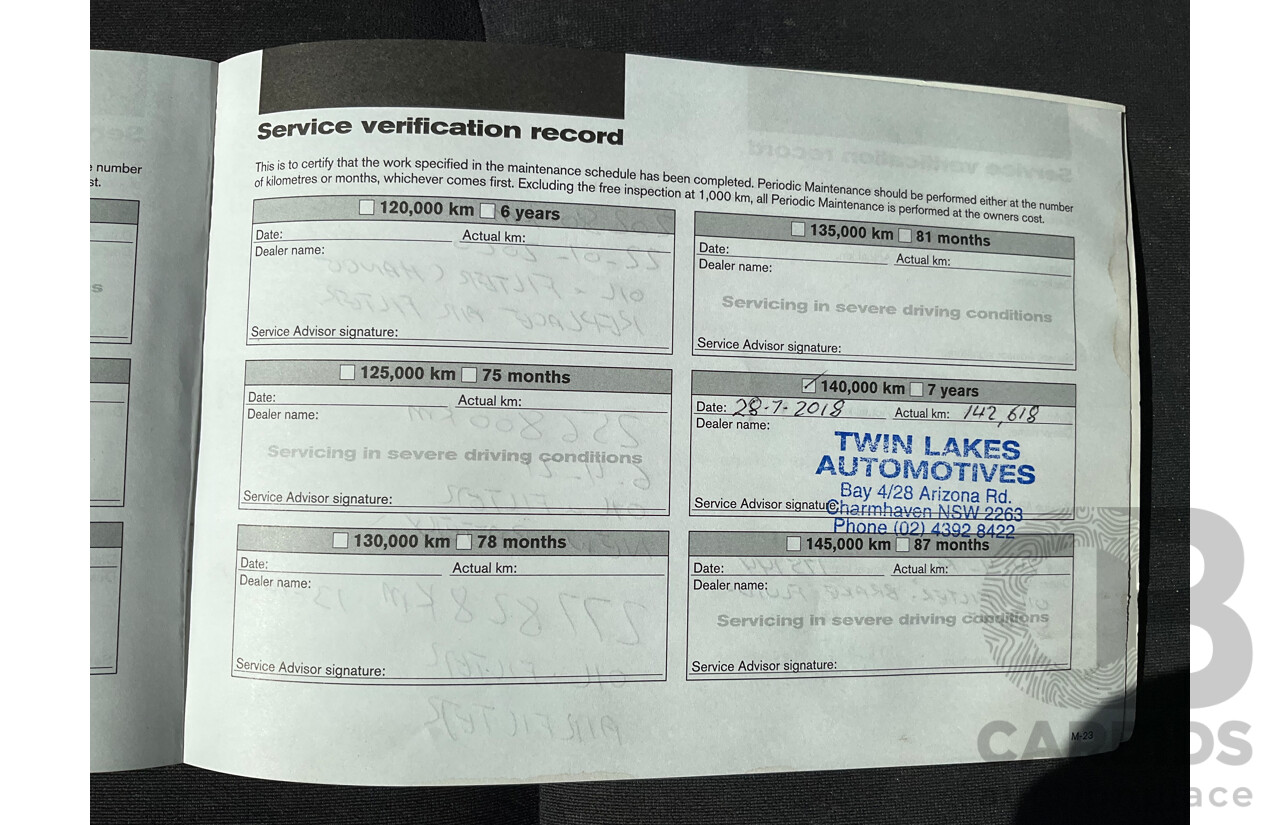 e number
st.
s
Service verification record
This is to certify that the work specified in the maintenance schedule has been completed. Periodic Maintenance should be performed either at the number
of kilometres or months, whichever comes first. Excluding the free inspection at 1,000 km, all Periodic Maintenance is performed at the owners cost.
120,000 km 6 years
Date: Actual km:
Dealer name:
Service Advisor signature:
125,000 km 75 months
Date: Actual km:
Dealer name:
Servicing in severe driving conditions
Service Advisor signature:
130,000 km 78 months
Date: Actual km:
Dealer name:
Service Advisor signature:
135,000 km 81 months
Date: Actual km:
Dealer name:
Servicing in severe driving conditions
Service Advisor signature:
140,000 km 7 years
Date: 28-7-2018 Actual km: 142,618
Dealer name:
TWIN LAKES
AUTOMOTIVES
Bay 4/28 Arizona Rd.
Service Advisor signature:
Charmhaven NSW 2263
Phone (02) 4392 8422
145,000 km 87 months
Date: Actual km:
Dealer name:
Servicing in severe driving conditions
Service Advisor signature:
M-23